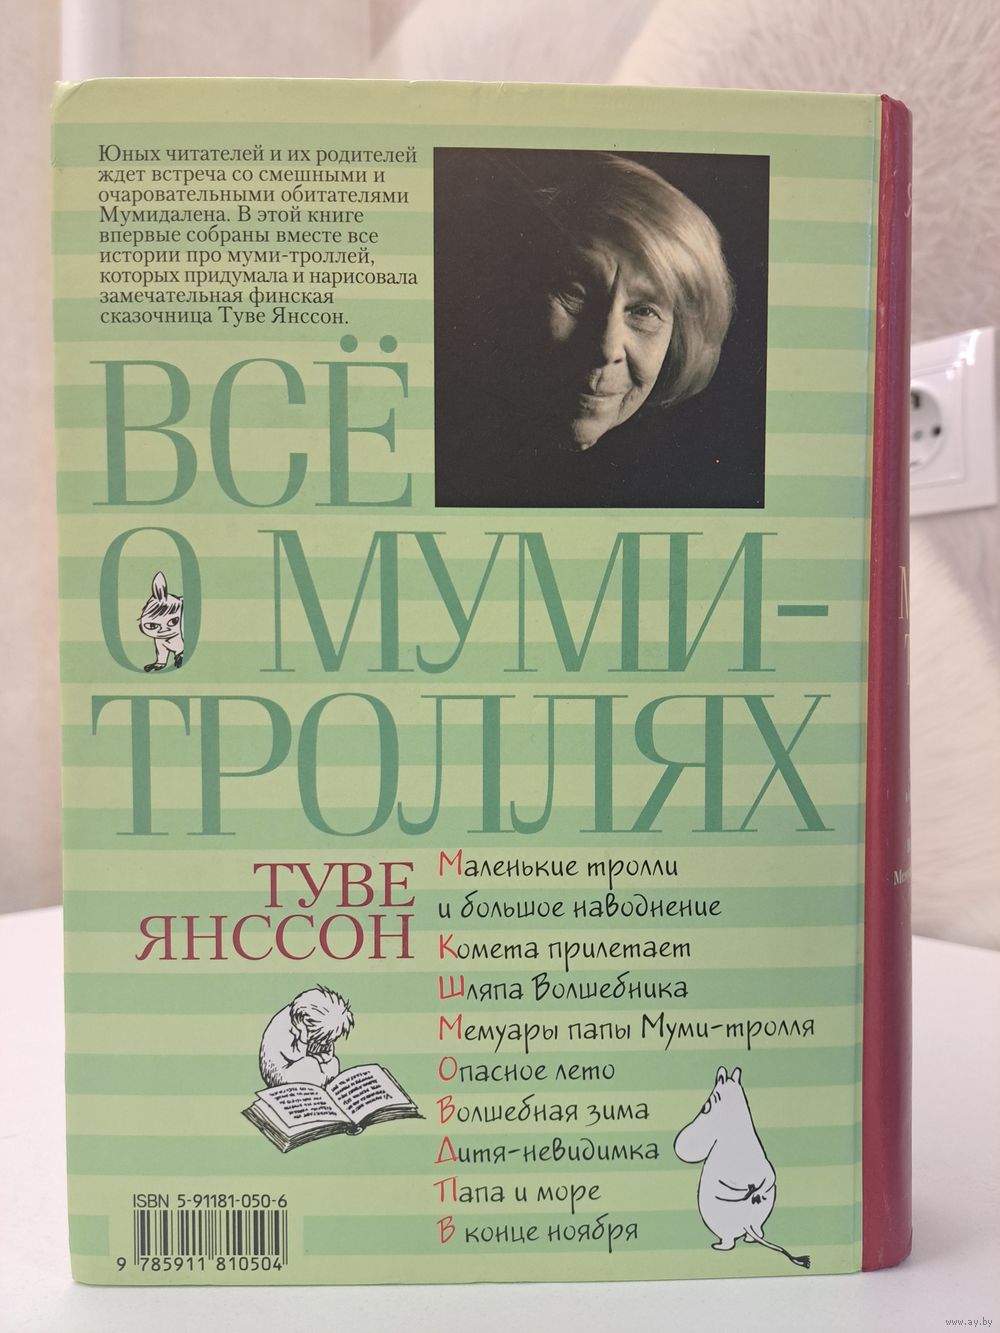 Юных читателей и их родителей
ждет встреча со смешными и
очаровательными обитателями
Мумидалена. В этой книге
впервые собраны вместе все
истории про муми-троллей,
которых придумала и нарисовала
замечательная финская
сказочница Туве Янссон.
ВСЁ
О МУМИ-
ТРОЛЛЯХ
ТУВЕ
ЯНССОН
Маленькие тролли
и большое наводнение
Комета прилетает
Шляпа Волшебника
Мемуары папы Муми-тролля
Опасное лето
Волшебная зима
Дитя-невидимка
Папа и море
В конце ноября
ISBN 5-91181-050-6
9 785911 810504
www.ay.by